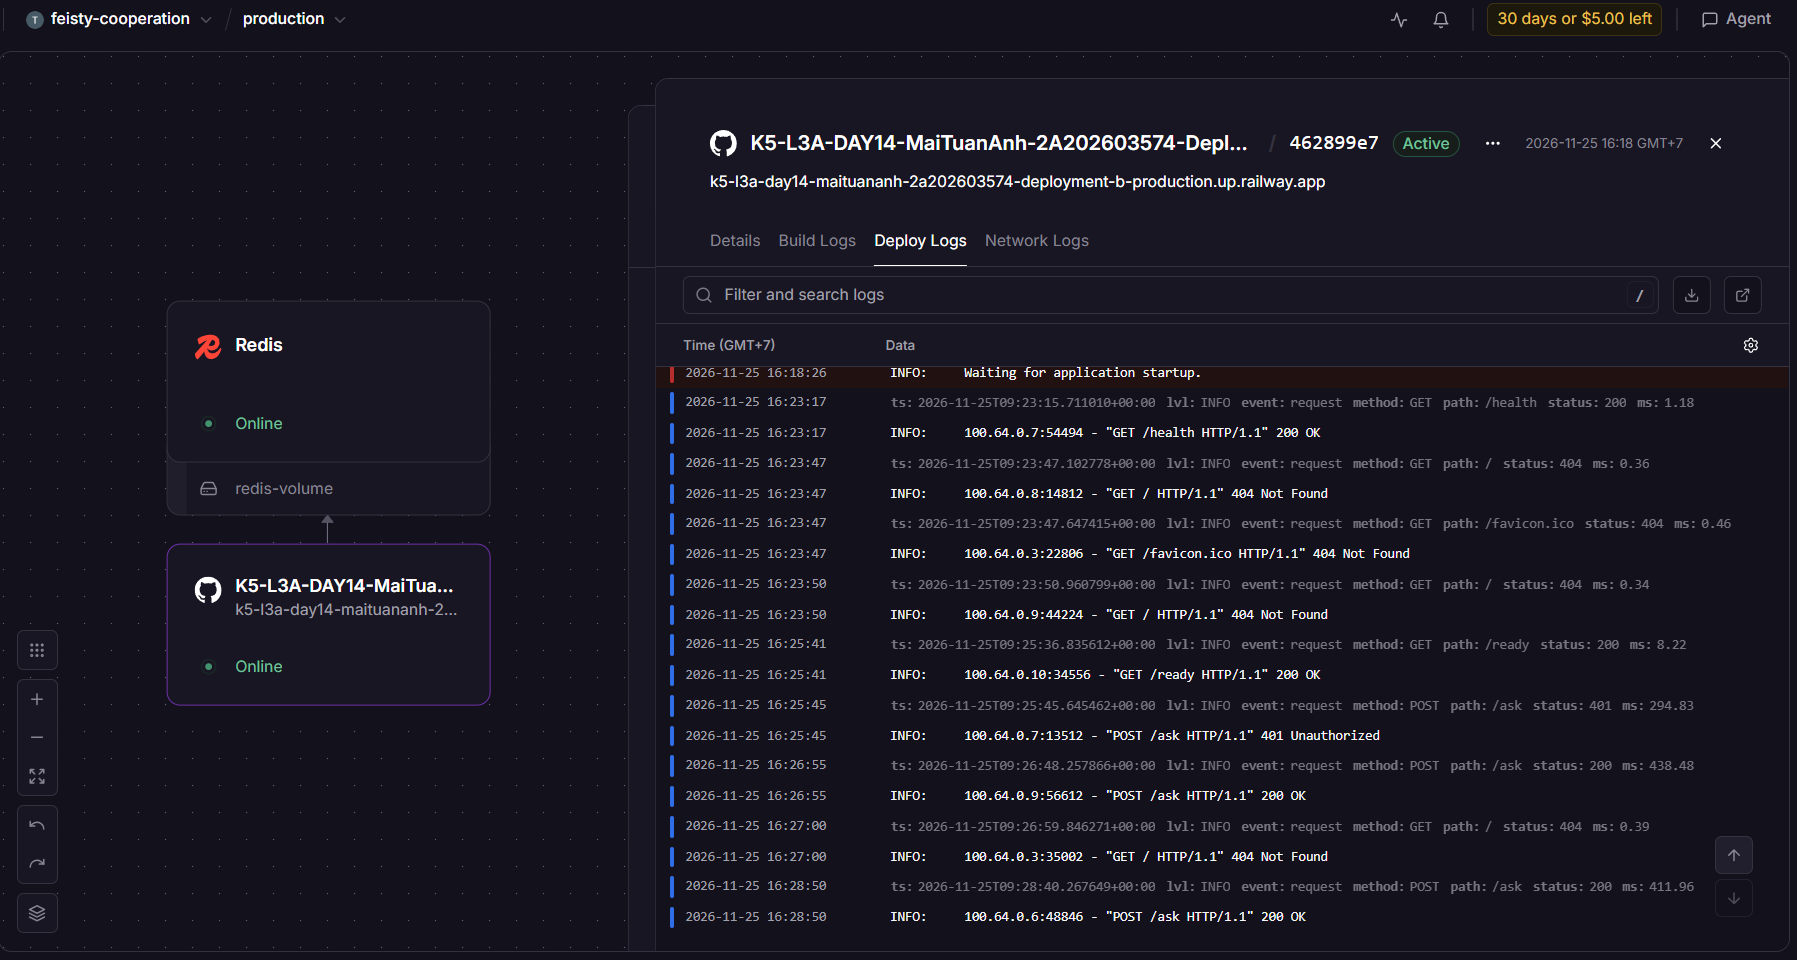 T feisty-cooperation / production
30 days or $5.00 left
Agent
Redis
Online
redis-volume
K5-L3A-DAY14-MaiTua...
k5-l3a-day14-maituananh-2...
Online
K5-L3A-DAY14-MaiTuanAnh-2A202603574-Depl... / 462899e7 Active ... 2026-11-25 16:18 GMT+7
k5-l3a-day14-maituananh-2a202603574-deployment-b-production.up.railway.app
Details Build Logs Deploy Logs Network Logs
Filter and search logs /
Time (GMT+7) Data
2026-11-25 16:18:26 INFO: Waiting for application startup.
2026-11-25 16:23:17 ts: 2026-11-25T09:23:15.711010+00:00 lvl: INFO event: request method: GET path: /health status: 200 ms: 1.18
2026-11-25 16:23:17 INFO: 100.64.0.7:54494 - "GET /health HTTP/1.1" 200 OK
2026-11-25 16:23:47 ts: 2026-11-25T09:23:47.102778+00:00 lvl: INFO event: request method: GET path: / status: 404 ms: 0.36
2026-11-25 16:23:47 INFO: 100.64.0.8:14812 - "GET / HTTP/1.1" 404 Not Found
2026-11-25 16:23:47 ts: 2026-11-25T09:23:47.647415+00:00 lvl: INFO event: request method: GET path: /favicon.ico status: 404 ms: 0.46
2026-11-25 16:23:47 INFO: 100.64.0.3:22806 - "GET /favicon.ico HTTP/1.1" 404 Not Found
2026-11-25 16:23:50 ts: 2026-11-25T09:23:50.960799+00:00 lvl: INFO event: request method: GET path: / status: 404 ms: 0.34
2026-11-25 16:23:50 INFO: 100.64.0.9:44224 - "GET / HTTP/1.1" 404 Not Found
2026-11-25 16:25:41 ts: 2026-11-25T09:25:36.835612+00:00 lvl: INFO event: request method: GET path: /ready status: 200 ms: 8.22
2026-11-25 16:25:41 INFO: 100.64.0.10:34556 - "GET /ready HTTP/1.1" 200 OK
2026-11-25 16:25:45 ts: 2026-11-25T09:25:45.645462+00:00 lvl: INFO event: request method: POST path: /ask status: 401 ms: 294.83
2026-11-25 16:25:45 INFO: 100.64.0.7:13512 - "POST /ask HTTP/1.1" 401 Unauthorized
2026-11-25 16:26:55 ts: 2026-11-25T09:26:48.257866+00:00 lvl: INFO event: request method: POST path: /ask status: 200 ms: 438.48
2026-11-25 16:26:55 INFO: 100.64.0.9:56612 - "POST /ask HTTP/1.1" 200 OK
2026-11-25 16:27:00 ts: 2026-11-25T09:26:59.846271+00:00 lvl: INFO event: request method: GET path: / status: 404 ms: 0.39
2026-11-25 16:27:00 INFO: 100.64.0.3:35002 - "GET / HTTP/1.1" 404 Not Found
2026-11-25 16:28:50 ts: 2026-11-25T09:28:40.267649+00:00 lvl: INFO event: request method: POST path: /ask status: 200 ms: 411.96
2026-11-25 16:28:50 INFO: 100.64.0.6:48846 - "POST /ask HTTP/1.1" 200 OK